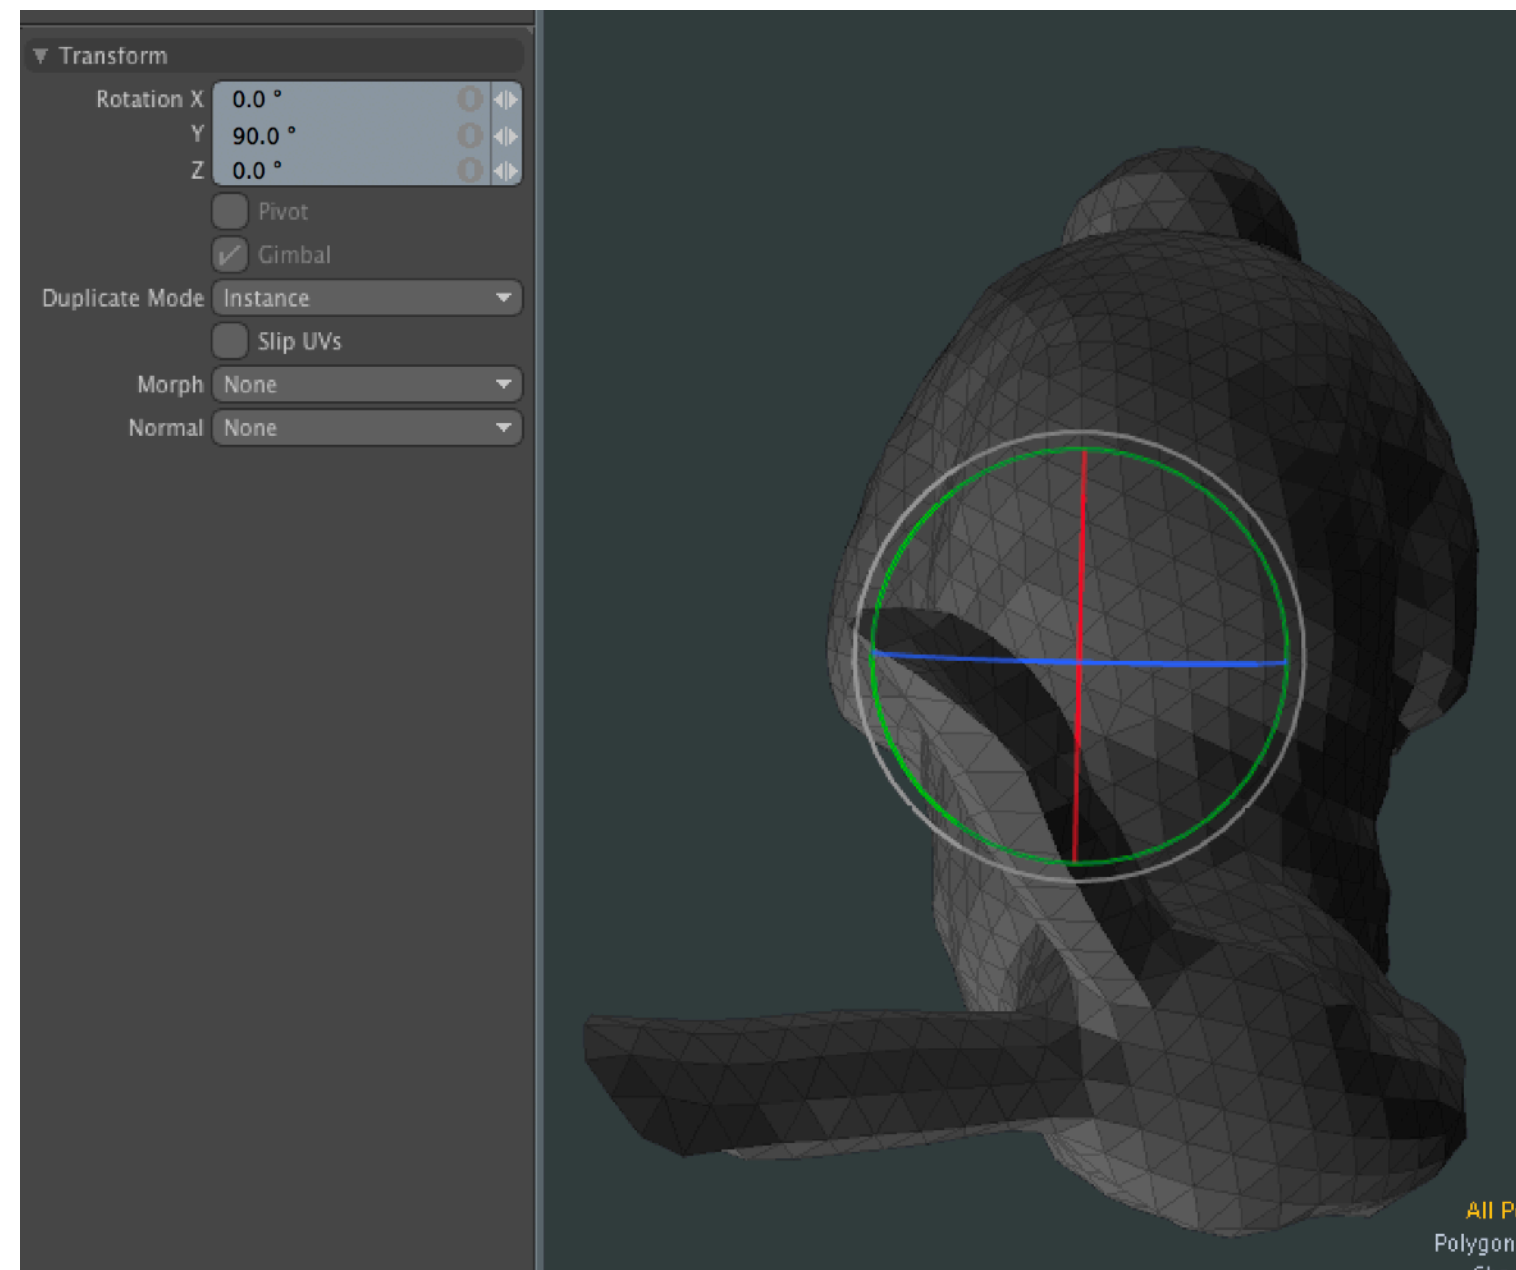 Transform
Rotation X 0.0 °
Y 90.0 °
Z 0.0 °
Pivot
Gimbal
Duplicate Mode Instance
Slip UVs
Morph None
Normal None
All P
Polygon